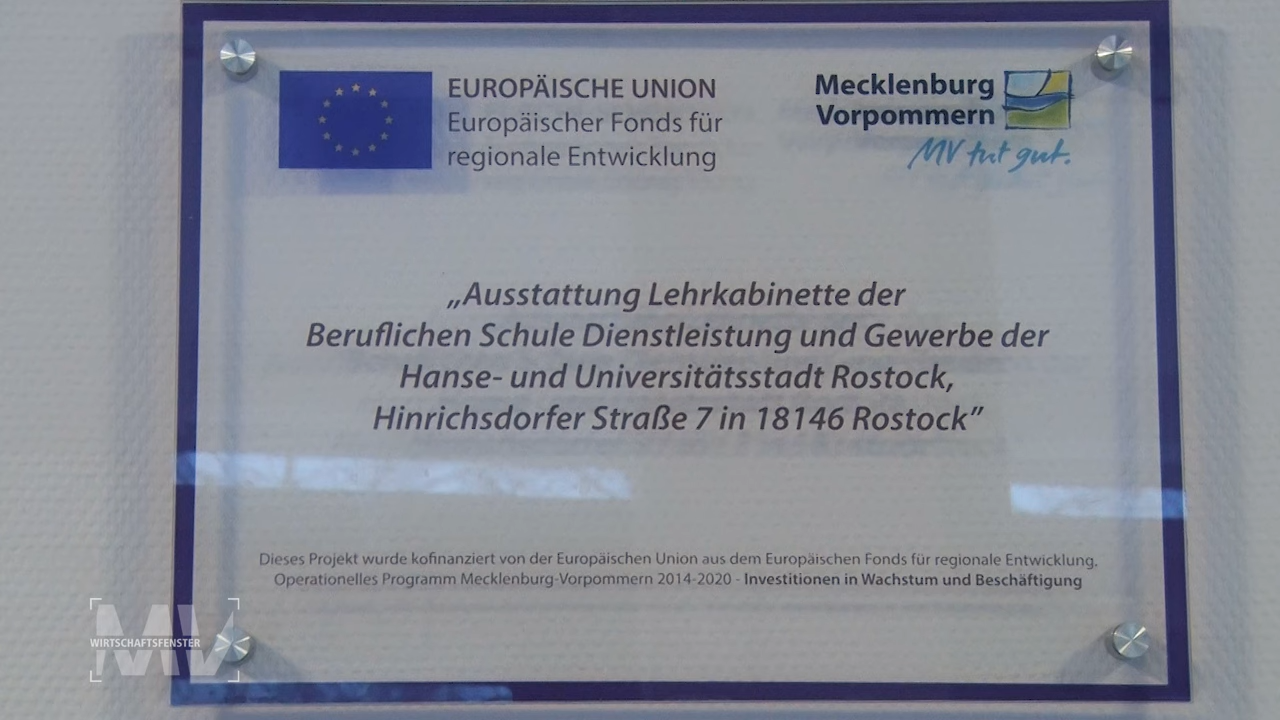 EUROPÄISCHE UNION
Europäischer Fonds für
regionale Entwicklung
Mecklenburg
Vorpommern
MV tut gut.
„Ausstattung Lehrkabinette der
Beruflichen Schule Dienstleistung und Gewerbe der
Hanse- und Universitätsstadt Rostock,
Hinrichsdorfer Straße 7 in 18146 Rostock”
Dieses Projekt wurde kofinanziert von der Europäischen Union aus dem Europäischen Fonds für regionale Entwicklung.
Operationelles Programm Mecklenburg-Vorpommern 2014-2020 - Investitionen in Wachstum und Beschäftigung
MV
WIRTSCHAFTSFENSTER